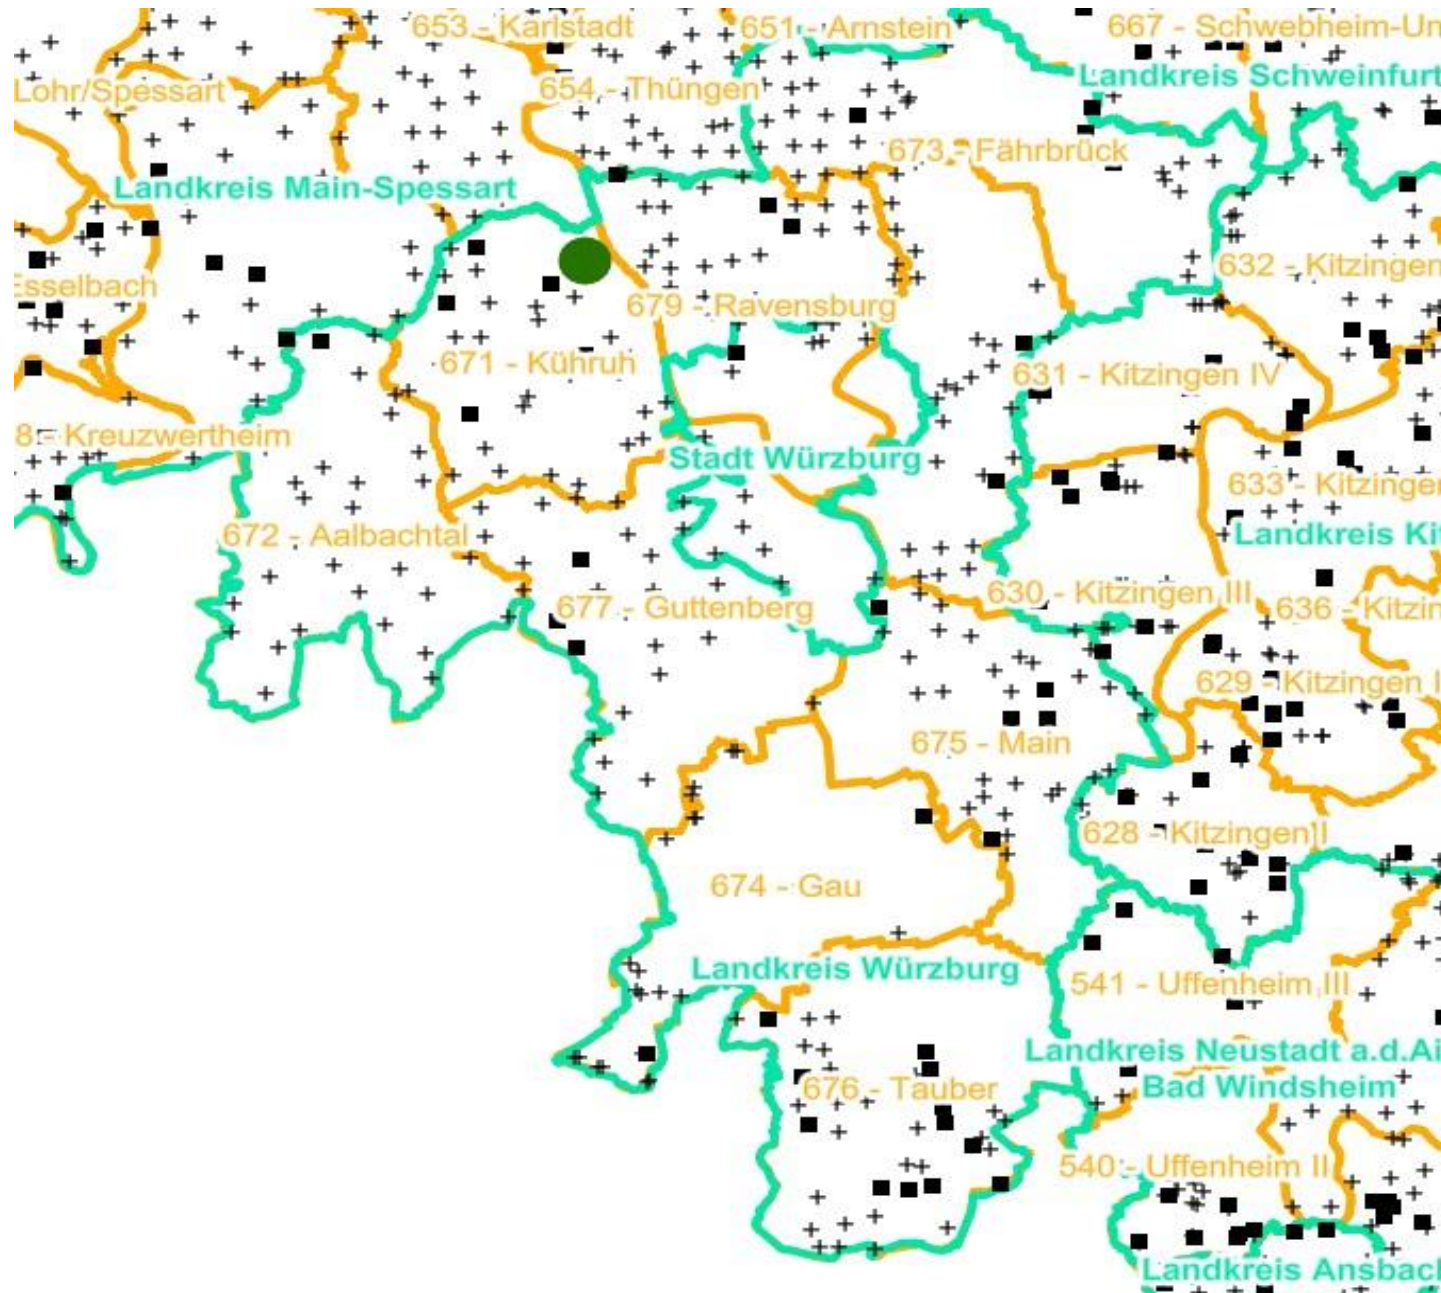 653 - Karlstadt
651 - Arnstein
667 - Schwebheim-Un
Landkreis Schweinfurt
Lohr/Spessart
654 - Thüngen
673 - Fährbrück
Landkreis Main-Spessart
632 - Kitzingen
Esselbach
679 - Ravensburg
671 - Kühruh
631 - Kitzingen IV
8 - Kreuzwertheim
Stadt Würzburg
633 - Kitzingen
672 - Aalbachtal
Landkreis Kit
630 - Kitzingen III
677 - Guttenberg
636 - Kitzin
629 - Kitzingen I
675 - Main
628 - Kitzingen II
674 - Gau
Landkreis Würzburg
541 - Uffenheim III
Landkreis Neustadt a.d.Ai
Bad Windsheim
676 - Tauber
540 - Uffenheim II
Landkreis Ansbach